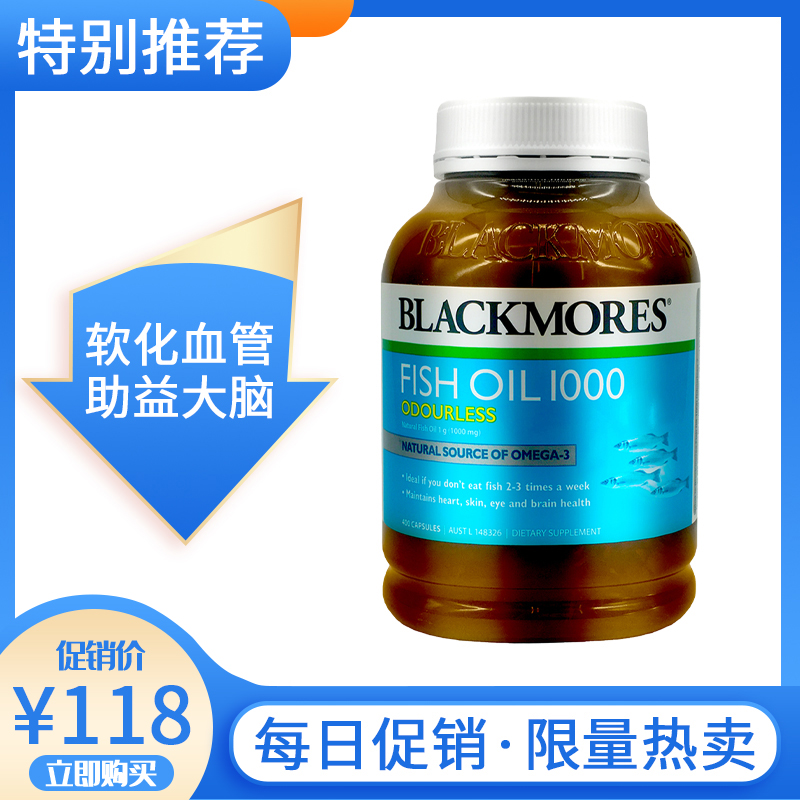 特别推荐
软化血管
助益大脑
BLACKMORES
BLACKMORES®
FISH OIL 1000
ODOURLESS
Natural Fish Oil 1 g (1000 mg)
NATURAL SOURCE OF OMEGA-3
• Ideal if you don't eat fish 2-3 times a week
• Maintains heart, skin, eye and brain health
400 CAPSULES | AUST L 148326 | DIETARY SUPPLEMENT
促销价
¥118
立即购买
每日促销·限量热卖